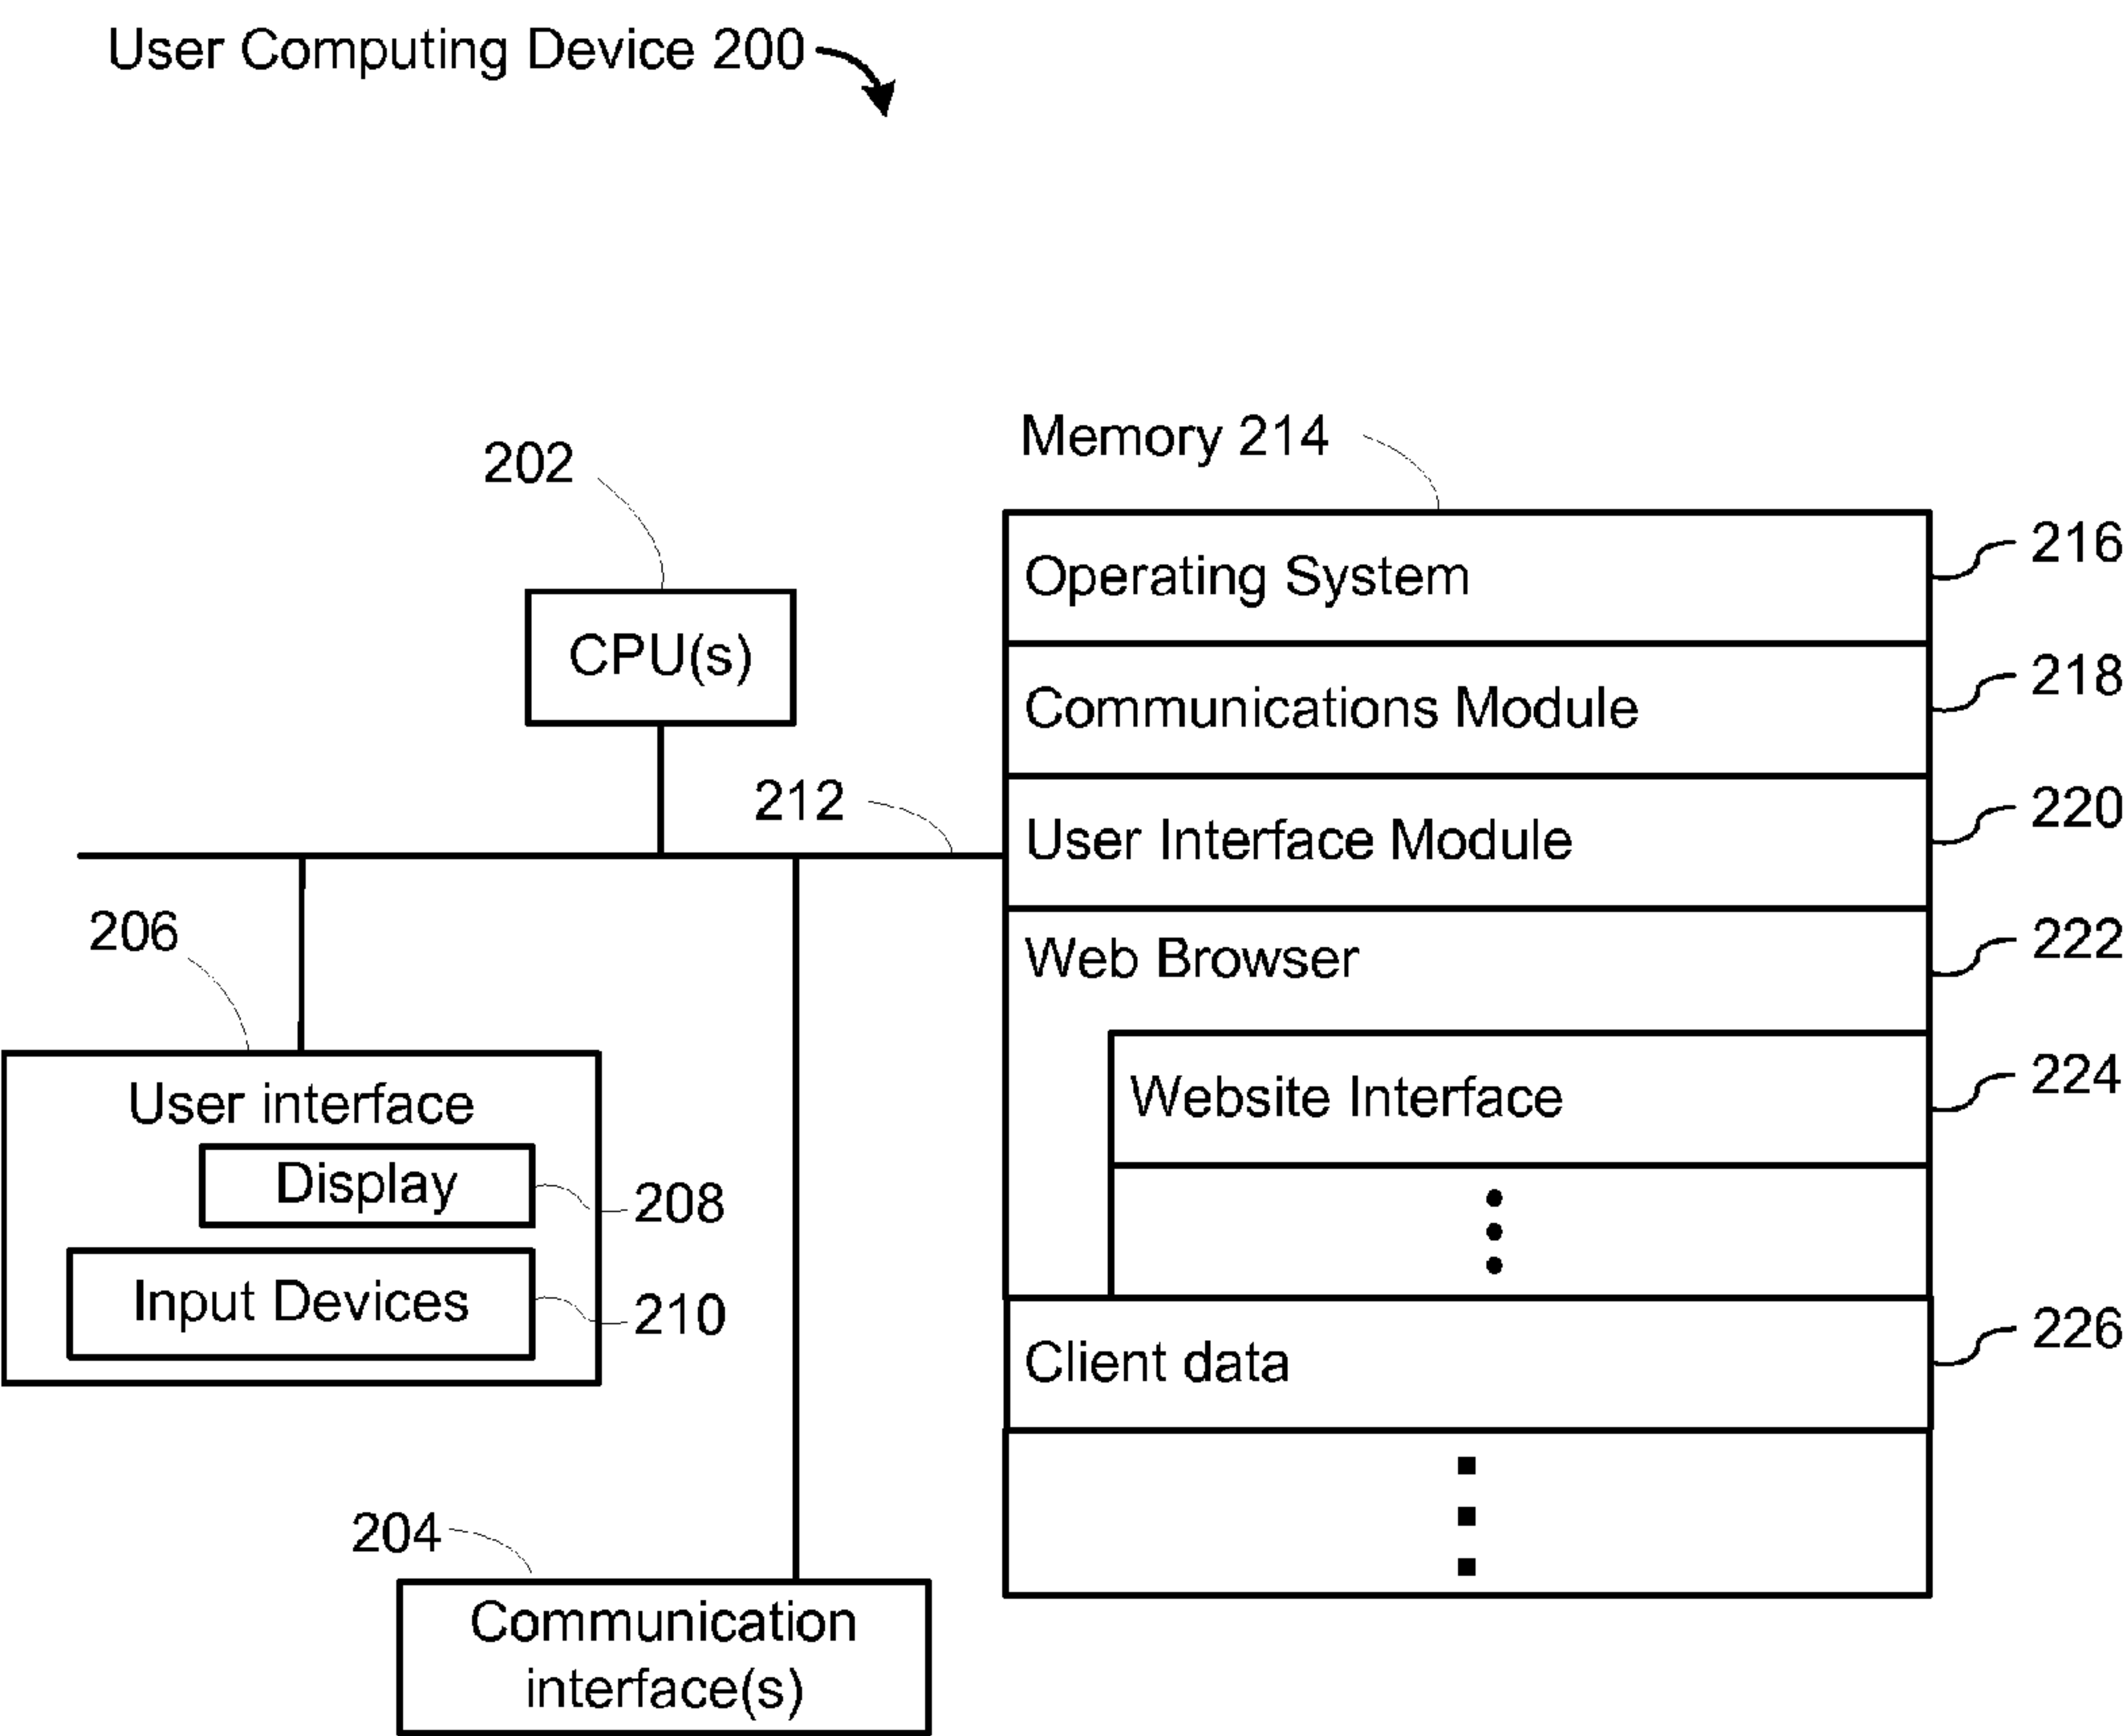 User Computing Device 200
Memory 214
202
CPU(s)
212
206
User interface
Display
208
Input Devices
210
204
Communication
interface(s)
Operating System
216
Communications Module
218
User Interface Module
220
Web Browser
222
Website Interface
224
Client data
226